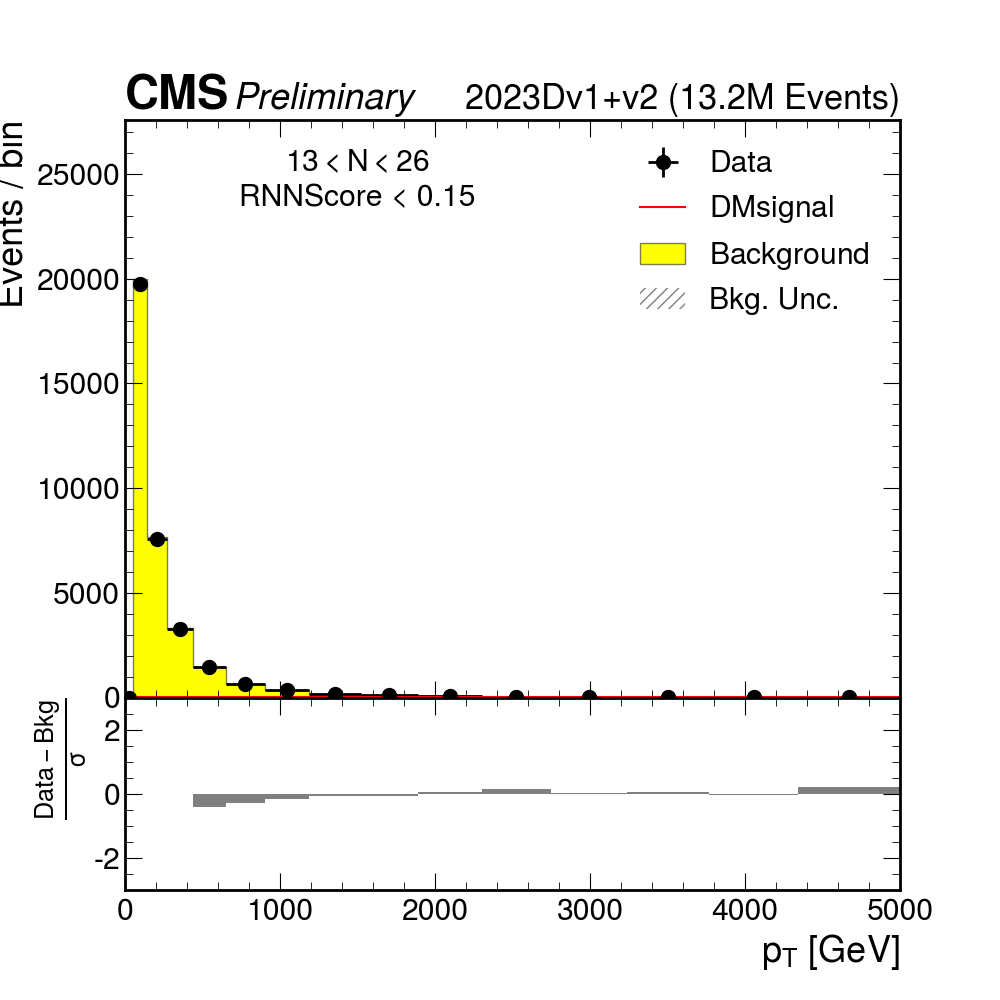 CMS Preliminary 2023Dv1+v2 (13.2M Events)
Events / bin
13 < N < 26
RNNScore < 0.15
Data
DMsignal
Background
Bkg. Unc.
25000
20000
15000
10000
5000
0
Data – Bkg
σ
2
0
-2
0 1000 2000 3000 4000 5000
pT [GeV]